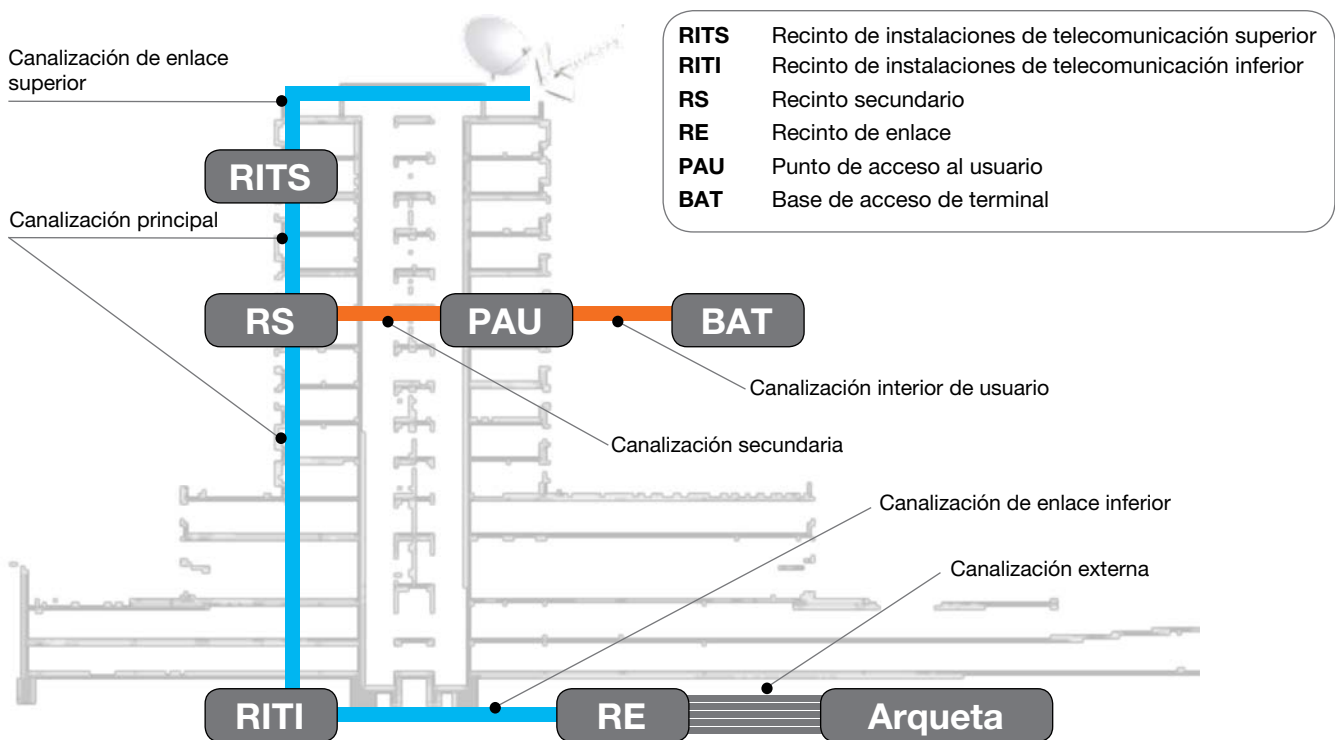 Canalización de enlace
superior
RITS Recinto de instalaciones de telecomunicación superior
RITI Recinto de instalaciones de telecomunicación inferior
RS Recinto secundario
RE Recinto de enlace
PAU Punto de acceso al usuario
BAT Base de acceso de terminal
RITS
Canalización principal
RS PAU BAT
Canalización interior de usuario
Canalización secundaria
Canalización de enlace inferior
Canalización externa
RITI RE Arqueta